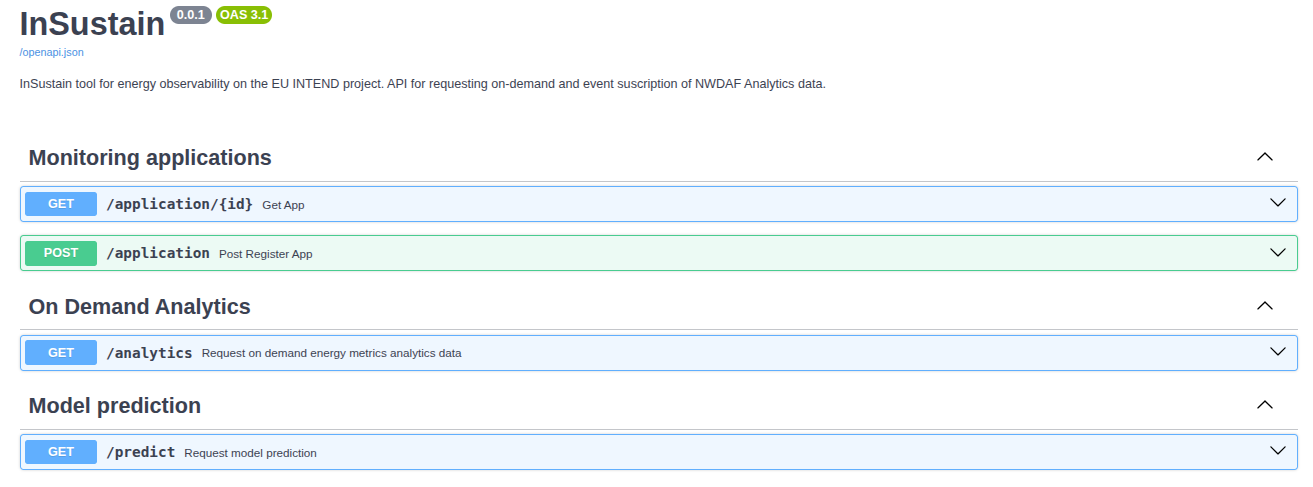 InSustain 0.0.1 OAS 3.1
/openapi.json
InSustain tool for energy observability on the EU INTEND project. API for requesting on-demand and event suscription of NWDAF Analytics data.
Monitoring applications
GET /application/{id} Get App
POST /application Post Register App
On Demand Analytics
GET /analytics Request on demand energy metrics analytics data
Model prediction
GET /predict Request model prediction